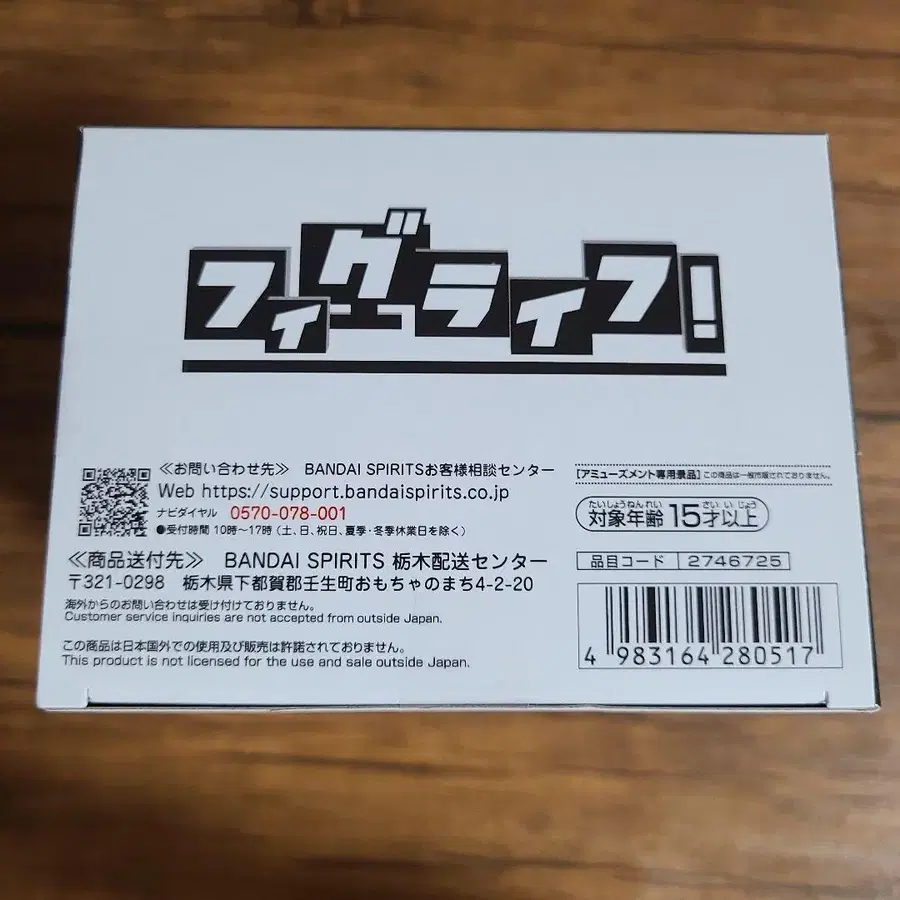 フィグライフ!
≪お問い合わせ先≫ BANDAI SPIRITSお客様相談センター
Web https://support.bandaispirits.co.jp
ナビダイヤル 0570-078-001
●受付時間 10時～17時 (土、日、祝日、夏季・冬季休業日を除く)
≪商品送付先≫ BANDAI SPIRITS 栃木配送センター
〒321-0298 栃木県下都賀郡壬生町おもちゃのまち4-2-20
海外からのお問い合わせは受け付けておりません。
Customer service inquiries are not accepted from outside Japan.
この商品は日本国外での使用及び販売は許諾されておりません。
This product is not licensed for the use and sale outside Japan.
[アミューズメント専用景品] この商品は一般市販されておりません。
たいしょうねんれい さいいじょう
対象年齢 15才以上
品目コード 2746725
4 983164 280517